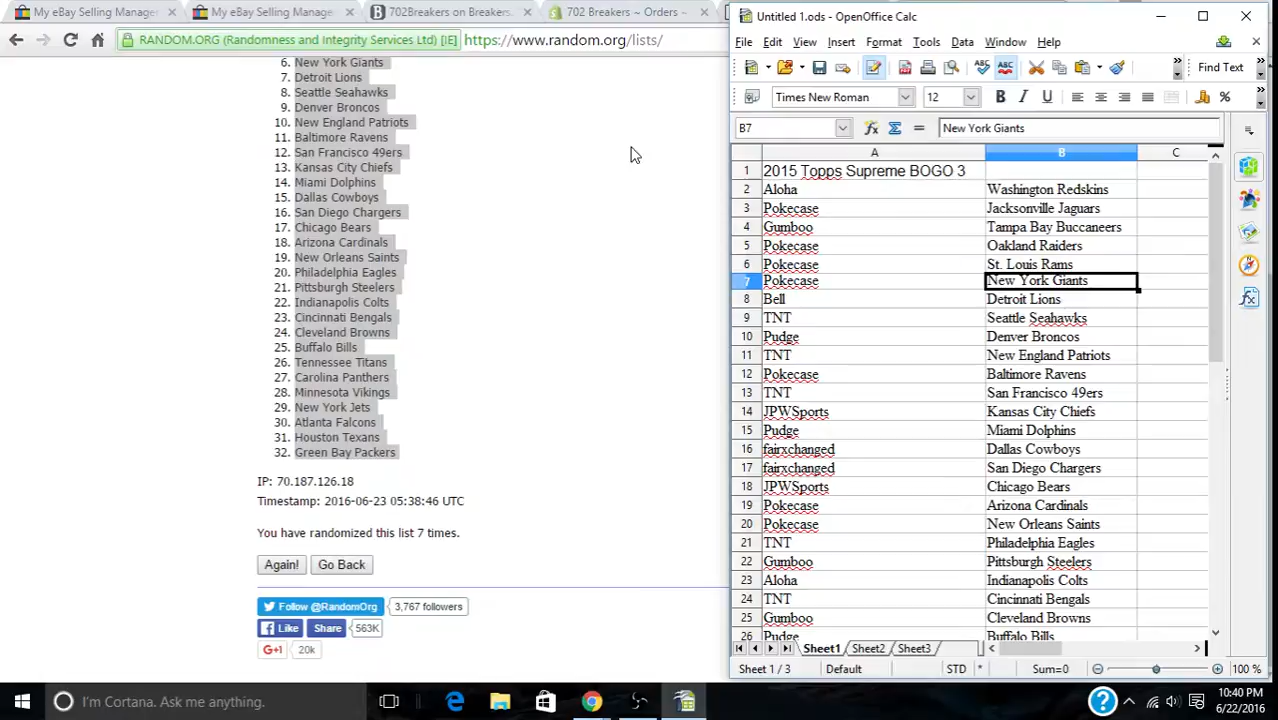 My eBay Selling Manage
My eBay Selling Manage
702Breakers on Breakers.
702 Breakers ~ Orders ~
RANDOM.ORG (Randomness and Integrity Services Ltd) [IE]
https://www.random.org/lists/
6. New York Giants
7. Detroit Lions
8. Seattle Seahawks
9. Denver Broncos
10. New England Patriots
11. Baltimore Ravens
12. San Francisco 49ers
13. Kansas City Chiefs
14. Miami Dolphins
15. Dallas Cowboys
16. San Diego Chargers
17. Chicago Bears
18. Arizona Cardinals
19. New Orleans Saints
20. Philadelphia Eagles
21. Pittsburgh Steelers
22. Indianapolis Colts
23. Cincinnati Bengals
24. Cleveland Browns
25. Buffalo Bills
26. Tennessee Titans
27. Carolina Panthers
28. Minnesota Vikings
29. New York Jets
30. Atlanta Falcons
31. Houston Texans
32. Green Bay Packers
IP: 70.187.126.18
Timestamp: 2016-06-23 05:38:46 UTC
You have randomized this list 7 times.
Again! Go Back
Follow @RandomOrg 3,767 followers
Like Share 563K
G+1 20k
Untitled 1.ods - OpenOffice Calc
File Edit View Insert Format Tools Data Window Help
Find Text
Times New Roman 12 B I U %
B7 New York Giants
A B C
1 2015 Topps Supreme BOGO 3
2 Aloha Washington Redskins
3 Pokecase Jacksonville Jaguars
4 Gumboo Tampa Bay Buccaneers
5 Pokecase Oakland Raiders
6 Pokecase St. Louis Rams
7 Pokecase New York Giants
8 Bell Detroit Lions
9 TNT Seattle Seahawks
10 Pudge Denver Broncos
11 TNT New England Patriots
12 Pokecase Baltimore Ravens
13 TNT San Francisco 49ers
14 JPWSports Kansas City Chiefs
15 Pudge Miami Dolphins
16 fairxchanged Dallas Cowboys
17 fairxchanged San Diego Chargers
18 JPWSports Chicago Bears
19 Pokecase Arizona Cardinals
20 Pokecase New Orleans Saints
21 TNT Philadelphia Eagles
22 Gumboo Pittsburgh Steelers
23 Aloha Indianapolis Colts
24 TNT Cincinnati Bengals
25 Gumboo Cleveland Browns
26 Pudge Buffalo Bills
Sheet1 Sheet2 Sheet3
Sheet 1 / 3 Default STD * Sum=0 100 %
I'm Cortana. Ask me anything.
10:40 PM
6/22/2016